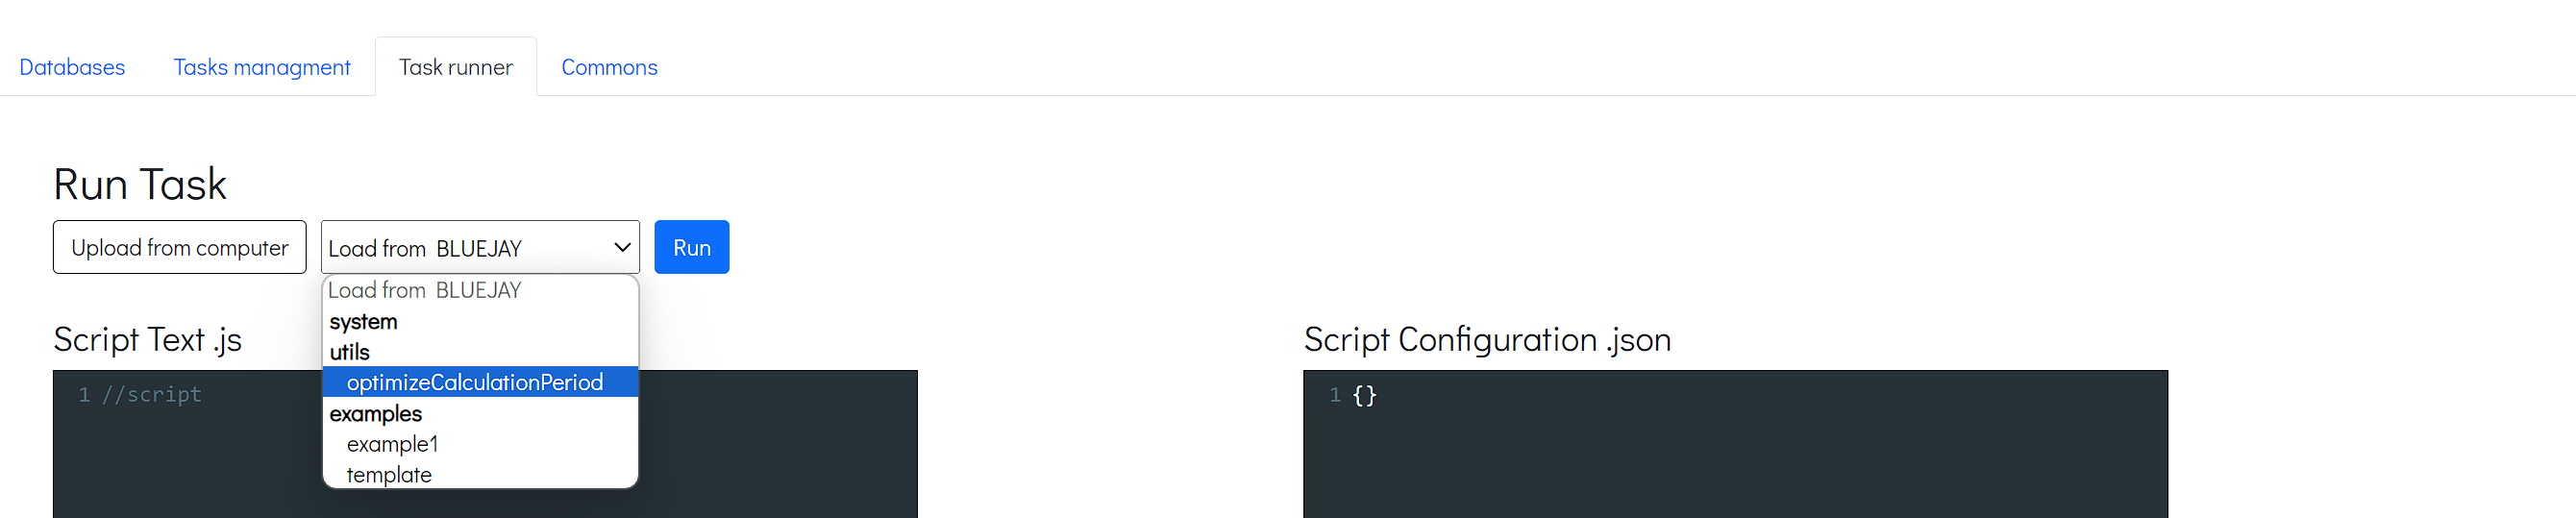 Databases Tasks managment Task runner Commons
Run Task
Upload from computer Load from BLUEJAY Run
Load from BLUEJAY
system
utils
optimizeCalculationPeriod
examples
example1
template
Script Text .js
1 //script
Script Configuration .json
1 {}